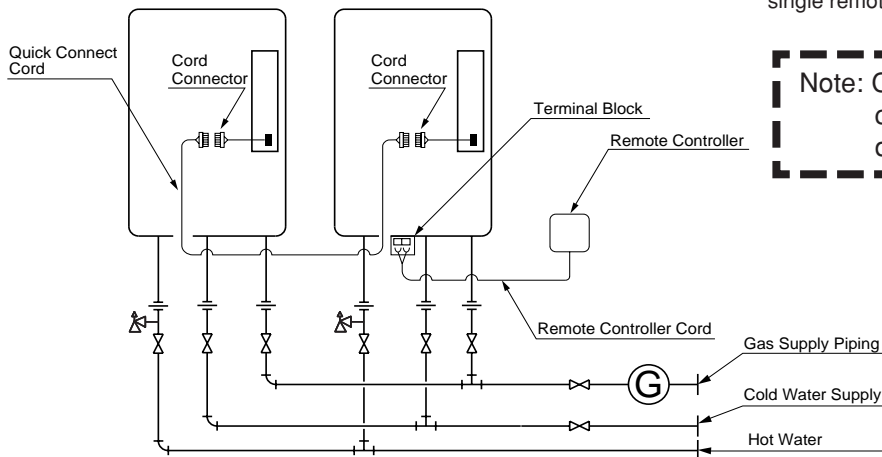 single remot
Quick Connect
Cord
Cord
Connector
Cord
Connector
Note: C
Terminal Block
Remote Controller
Remote Controller Cord
Gas Supply Piping
G
Cold Water Supply
Hot Water